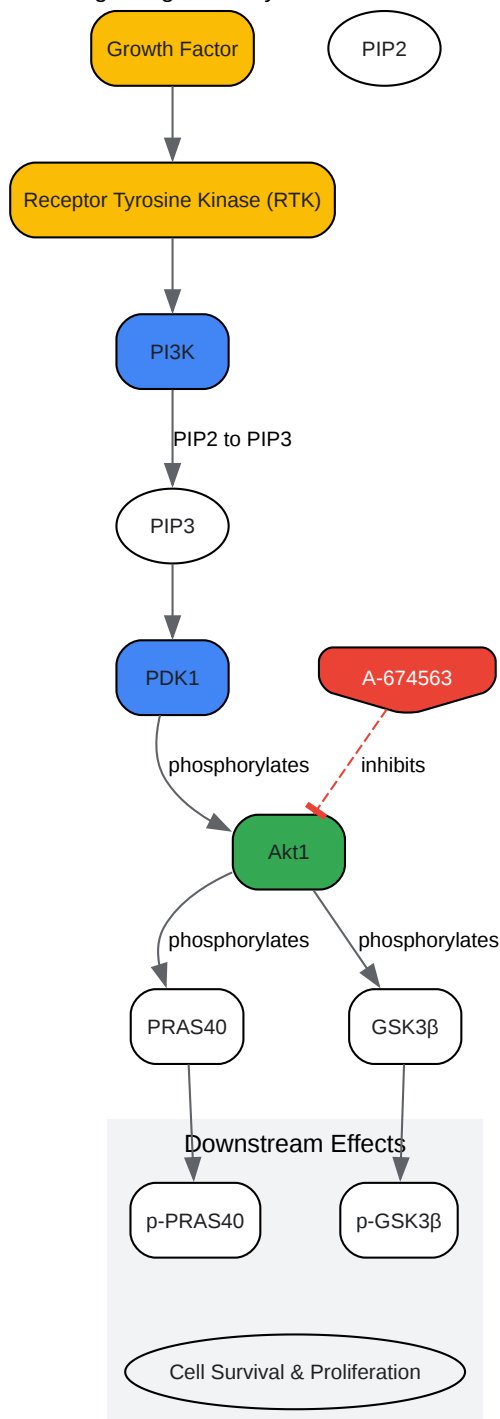 Growth Factor
PIP2
Receptor Tyrosine Kinase (RTK)
PI3K
PIP2 to PIP3
PIP3
PDK1
A-674563
phosphorylates
inhibits
Akt1
phosphorylates
phosphorylates
PRAS40
GSK3β
Downstream Effects
p-PRAS40
p-GSK3β
Cell Survival & Proliferation